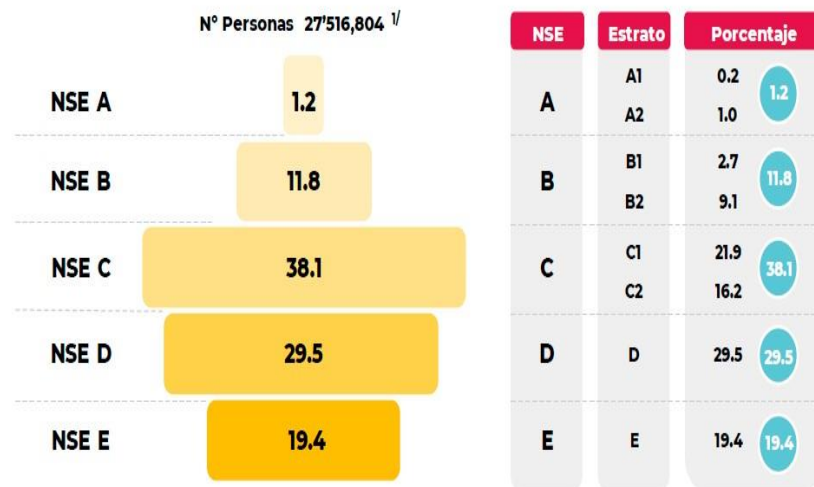 N° Personas 27'516,804 1/
NSE A 1.2
NSE B 11.8
NSE C 38.1
NSE D 29.5
NSE E 19.4
NSE Estrato Porcentaje
A1 0.2
A 1.2
A2 1.0
B1 2.7
B 11.8
B2 9.1
C1 21.9
C 38.1
C2 16.2
D D 29.5 29.5
E E 19.4 19.4